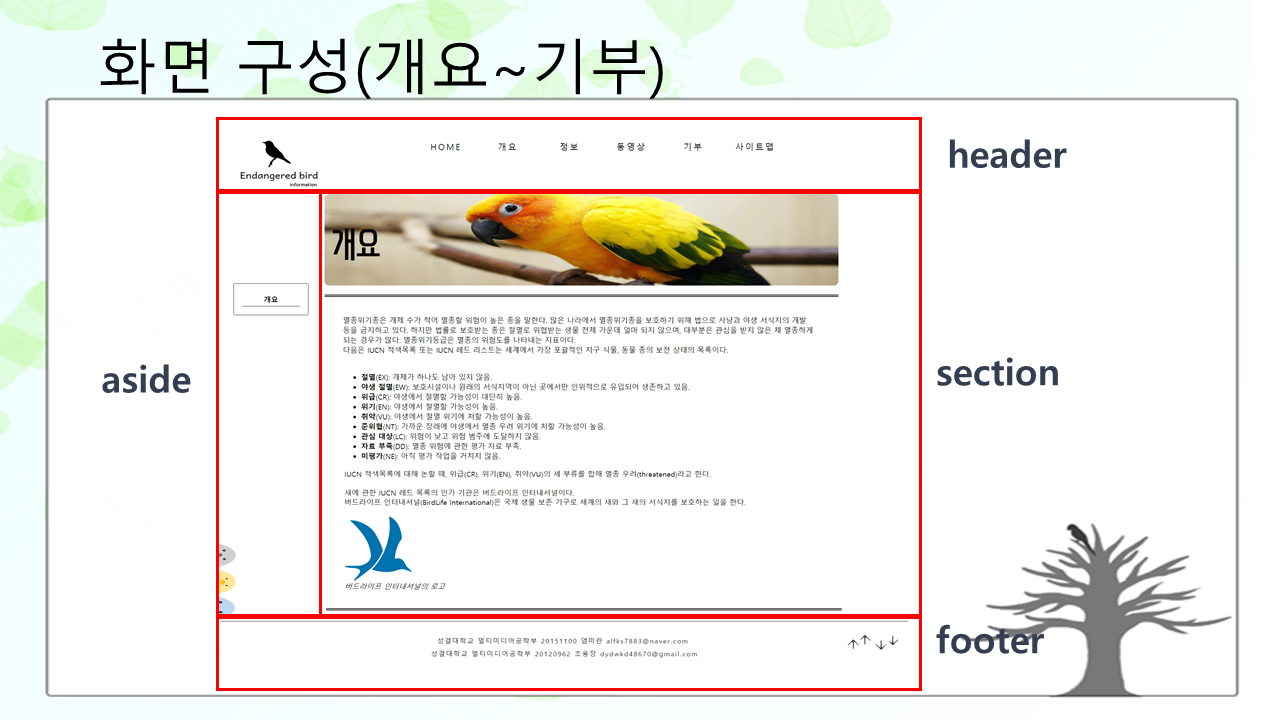 화면 구성(개요~기부)
header
HOME 개요 정보 동영상 기부 사이트맵
Endangered bird
Information
개요
개요
aside
section
멸종위기종은 개체 수가 적어 멸종할 위험이 높은 종을 말한다. 많은 나라에서 멸종위기종을 보호하기 위해 법으로 사냥과 야생 서식지의 개발
등을 금지하고 있다. 하지만 법률로 보호받는 종은 절멸로 위협받는 생물 전체 가운데 얼마 되지 않으며, 대부분은 관심을 받지 않은 채 멸종하게
되는 경우가 많다. 멸종위기등급은 멸종의 위험도를 나타내는 지표이다.
다음은 IUCN 적색목록 또는 IUCN 레드 리스트는 세계에서 가장 포괄적인 지구 식물, 동물 종의 보전 상태의 목록이다.
• 절멸(EX): 개체가 하나도 남아 있지 않음.
• 야생 절멸(EW): 보호시설이나 원래의 서식지역이 아닌 곳에서만 인위적으로 유입되어 생존하고 있음.
• 위급(CR): 야생에서 절멸할 가능성이 대단히 높음.
• 위기(EN): 야생에서 절멸할 가능성이 높음.
• 취약(VU): 야생에서 절멸 위기에 처할 가능성이 높음.
• 준위협(NT): 가까운 장래에 야생에서 멸종 우려 위기에 처할 가능성이 높음.
• 관심 대상(LC): 위험이 낮고 위험 범주에 도달하지 않음.
• 자료 부족(DD): 멸종 위험에 관한 평가 자료 부족.
• 미평가(NE): 아직 평가 작업을 거치지 않음.
IUCN 적색목록에 대해 논할 때, 위급(CR), 위기(EN), 취약(VU)의 세 부류를 합해 멸종 우려(threatened)라고 한다.
새에 관한 IUCN 레드 목록의 인가 기관은 버드라이프 인터내셔널이다.
버드라이프 인터내셔널(BirdLife International)은 국제 생물 보존 기구로 세계의 새와 그 새의 서식지를 보호하는 일을 한다.
버드라이프 인터내셔널의 로고
성결대학교 멀티미디어공학부 20151100 염미란 alfks7883@naver.com
성결대학교 멀티미디어공학부 20120962 조용장 dydwkd48670@gmail.com
footer